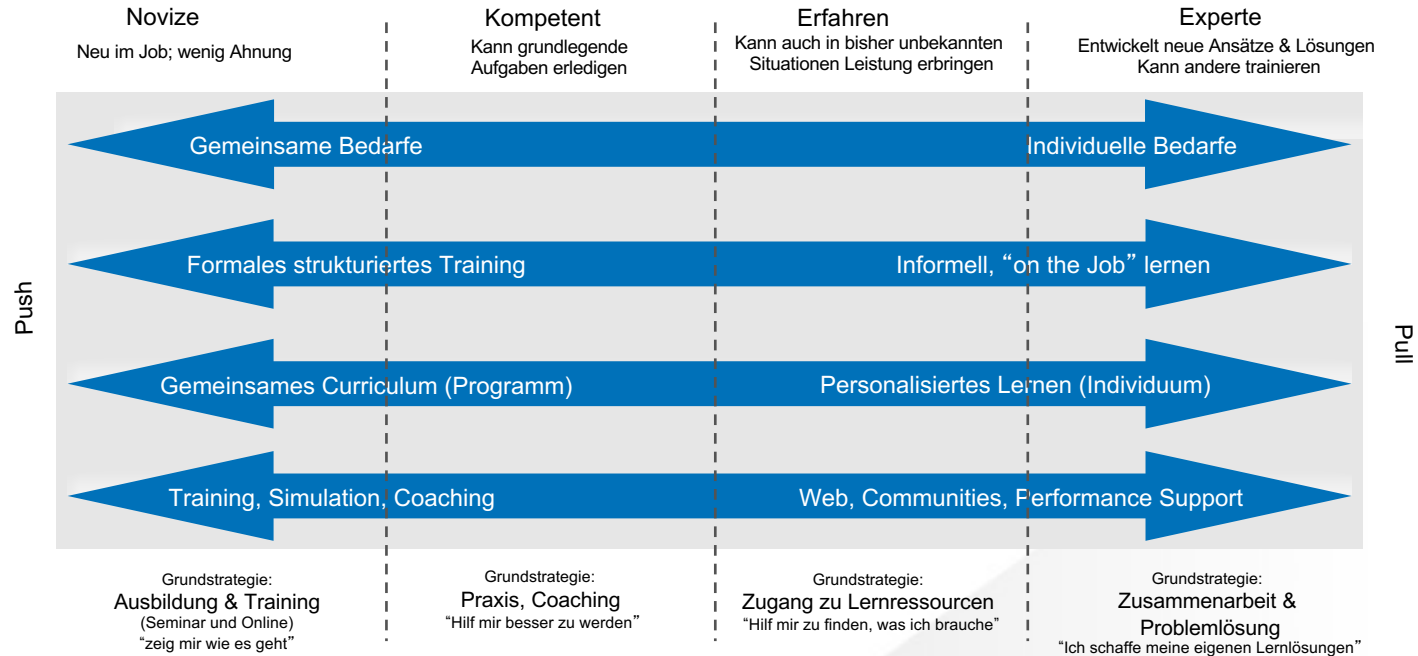 Novize
Neu im Job; wenig Ahnung
Kompetent
Kann grundlegende
Aufgaben erledigen
Erfahren
Kann auch in bisher unbekannten
Situationen Leistung erbringen
Experte
Entwickelt neue Ansätze & Lösungen
Kann andere trainieren
Push
Gemeinsame Bedarfe
Individuelle Bedarfe
Formales strukturiertes Training
Informell, “on the Job” lernen
Gemeinsames Curriculum (Programm)
Personalisiertes Lernen (Individuum)
Training, Simulation, Coaching
Web, Communities, Performance Support
Pull
Grundstrategie:
Ausbildung & Training
(Seminar und Online)
“zeig mir wie es geht”
Grundstrategie:
Praxis, Coaching
“Hilf mir besser zu werden”
Grundstrategie:
Zugang zu Lernressourcen
“Hilf mir zu finden, was ich brauche”
Grundstrategie:
Zusammenarbeit &
Problemlösung
“Ich schaffe meine eigenen Lernlösungen”